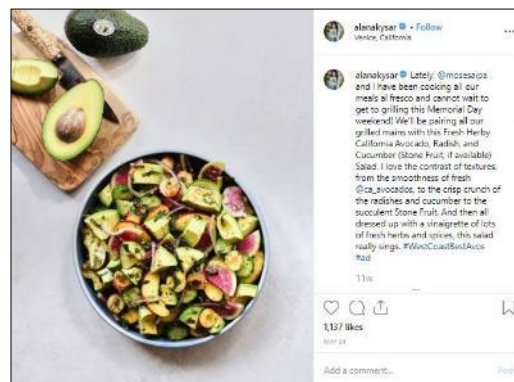 alanakysar • Follow
Venice, California
alanakysar Lately, @mosesaipa
and I have been cooking all our
meals al fresco and cannot wait to
get to grilling this Memorial Day
weekend! We'll be pairing all our
grilled mains with this Fresh Herby
California Avocado, Radish, and
Cucumber (Stone Fruit, if available)
Salad. I love the contrast of textures,
from the smoothness of fresh
@ca_avocados, to the crisp crunch of
the radishes and cucumber to the
succulent Stone Fruit. And then all
dressed up with a vinaigrette of lots
of fresh herbs and spices, this salad
really sings. #WestCoastBestAvos
#ad
11w
1,137 likes
MAY 24
Add a comment...
Post